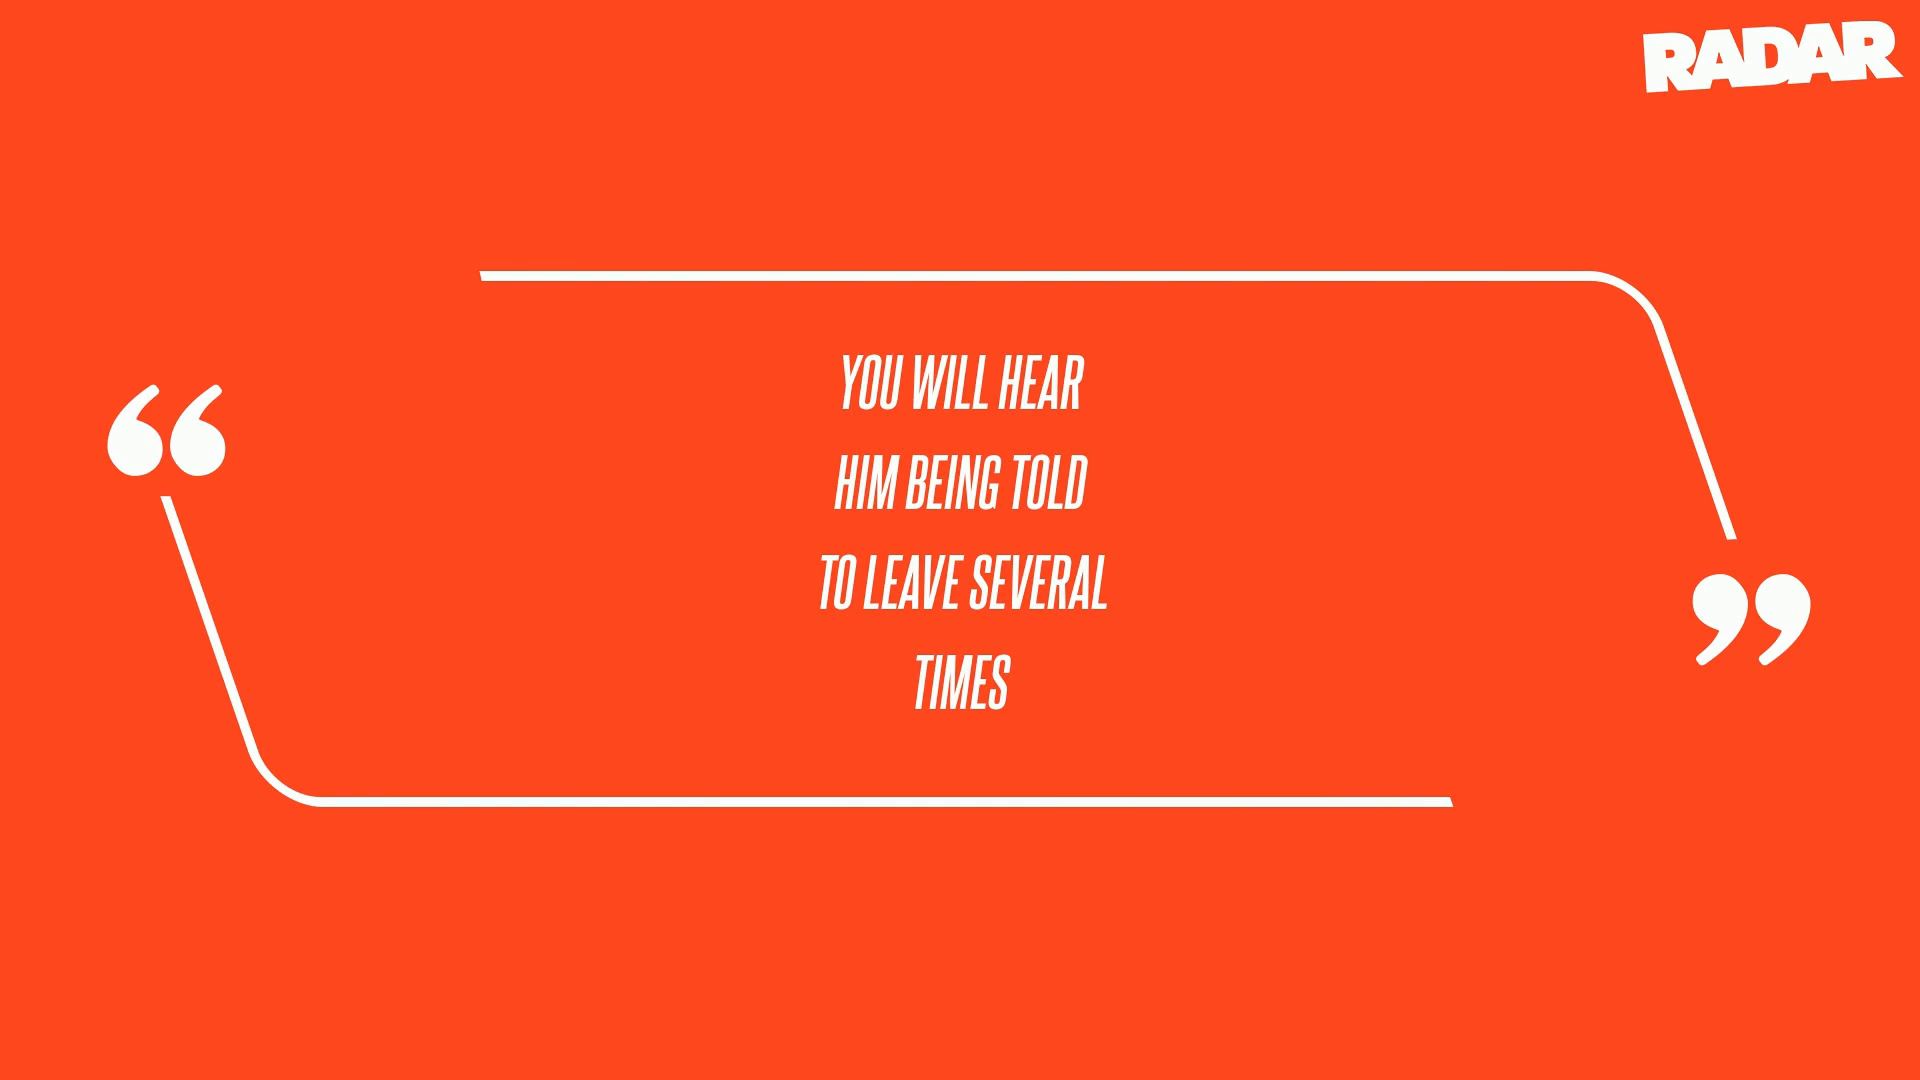 RADAR
YOU WILL HEAR
HIM BEING TOLD
TO LEAVE SEVERAL
TIMES